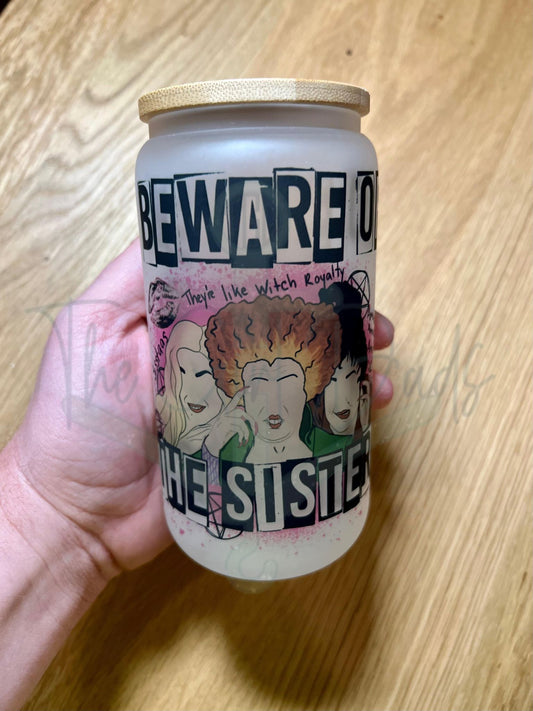 BEWARE O
They're like Witch Royalty
THE SISTER